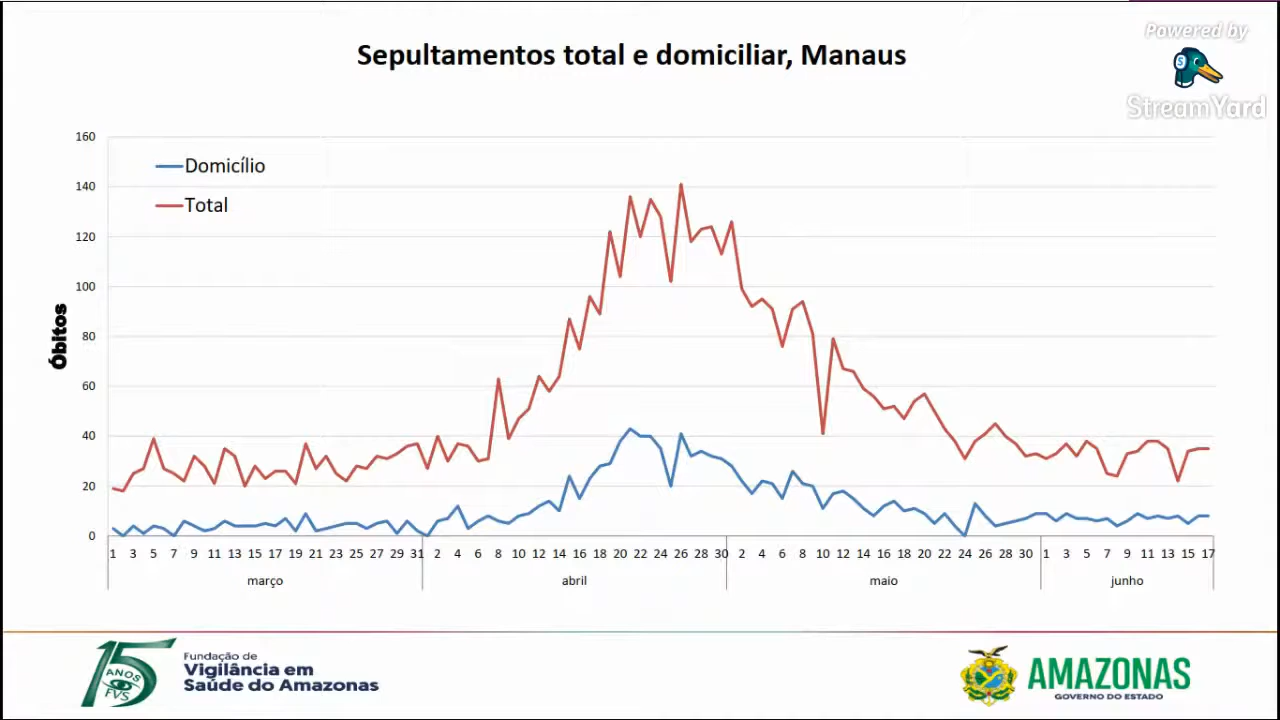 Sepultamentos total e domiciliar, Manaus
Powered by
S
StreamYard
160
140
120
100
80
60
40
20
0
Óbitos
Domicílio
Total
1 3 5 7 9 11 13 15 17 19 21 23 25 27 29 31 2 4 6 8 10 12 14 16 18 20 22 24 26 28 30 2 4 6 8 10 12 14 16 18 20 22 24 26 28 30 1 3 5 7 9 11 13 15 17
março abril maio junho
15
ANOS
FVS
Fundação de
Vigilância em
Saúde do Amazonas
AMAZONAS
GOVERNO DO ESTADO